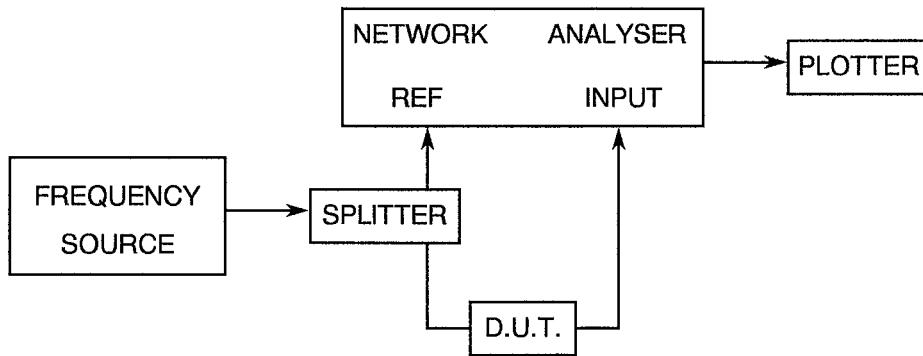 NETWORK ANALYSER
REF INPUT
PLOTTER
FREQUENCY
SOURCE
SPLITTER
D.U.T.